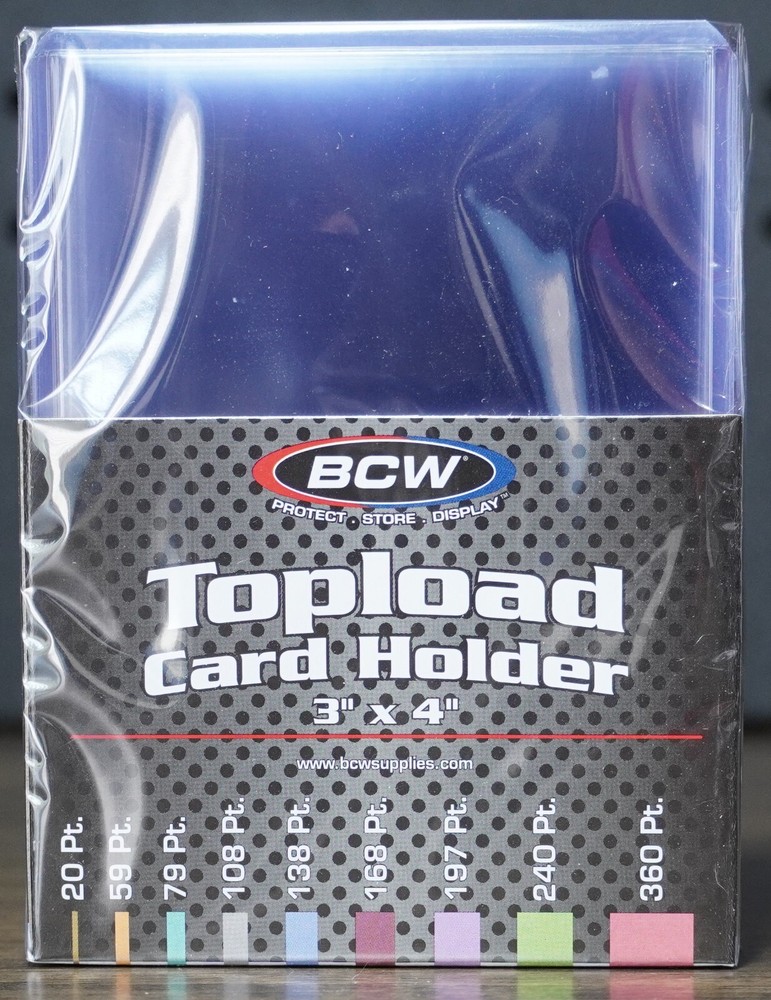 BCW®
PROTECT . STORE . DISPLAY™
Topload
Card Holder
3" x 4"
www.bcwsupplies.com
20 Pt.
59 Pt.
79 Pt.
108 Pt.
138 Pt.
168 Pt.
197 Pt.
240 Pt.
360 Pt.